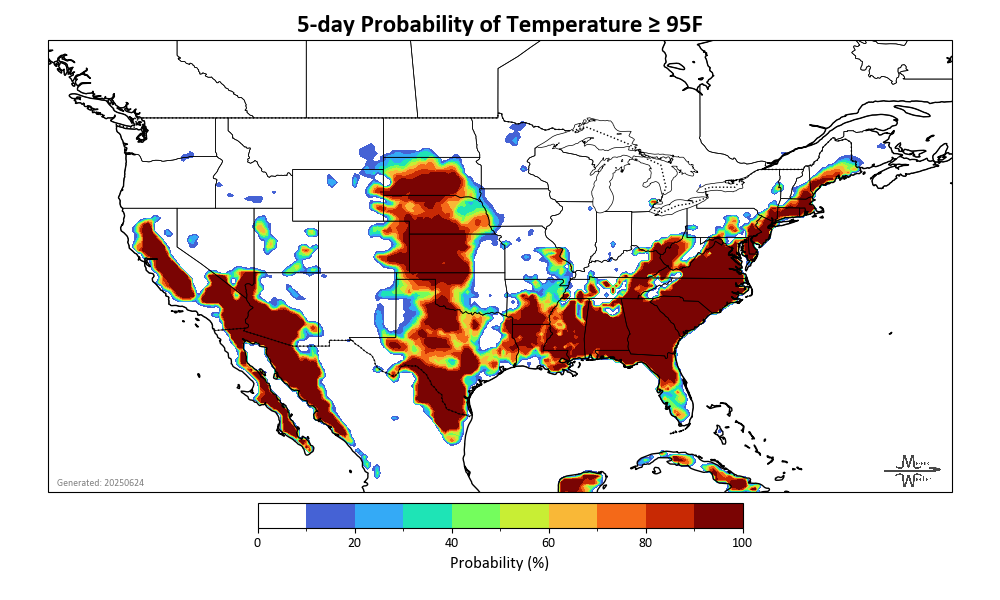 5-day Probability of Temperature ≥ 95F
Generated: 20250624
0 20 40 60 80 100
Probability (%)